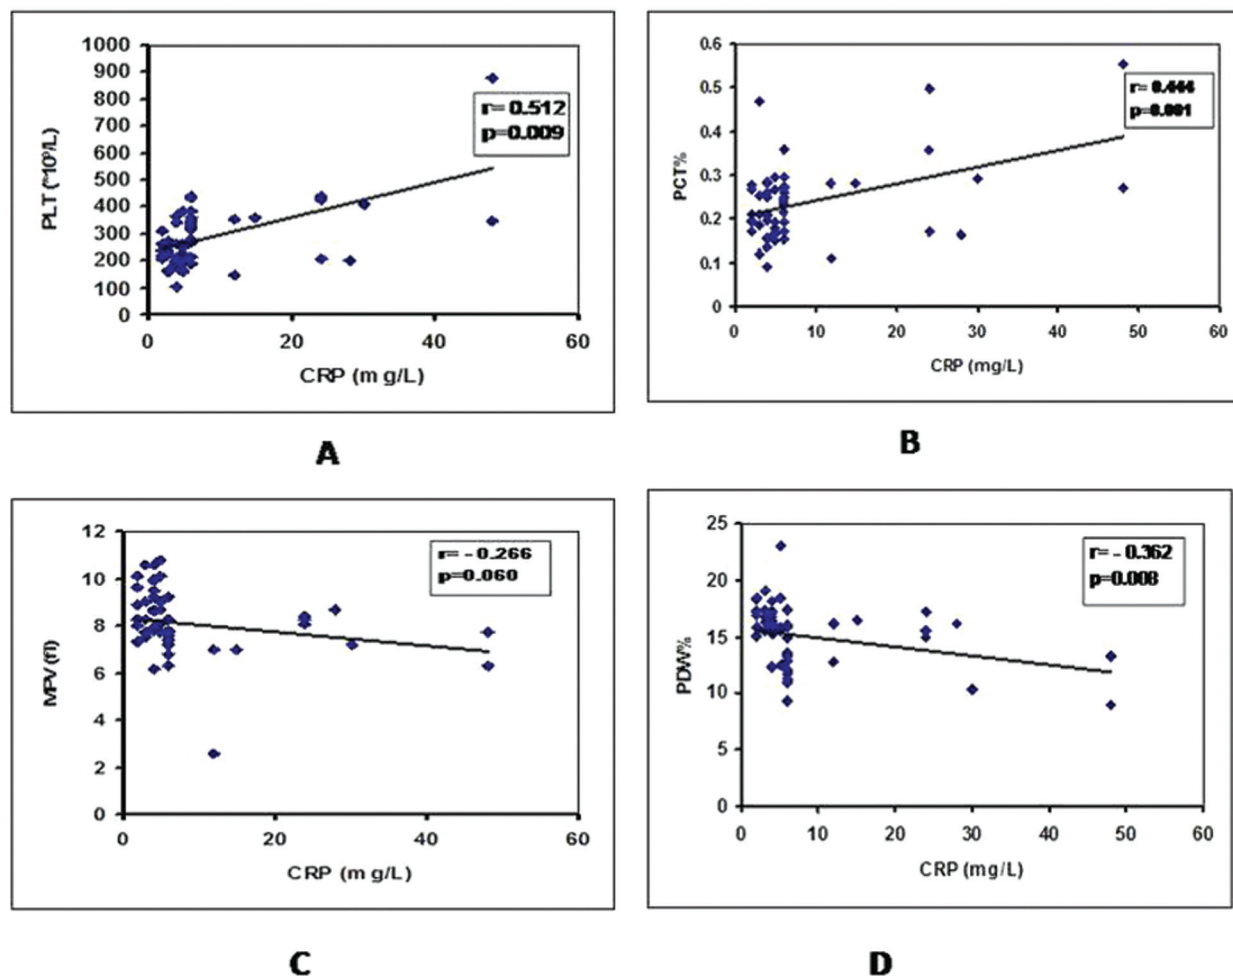 1000
900
800
700
600
500
400
300
200
100
0
PLT (*10⁹/L)
r= 0.512
p=0.009
0 20 40 60
CRP (m g/L)
A
0.6
0.5
0.4
0.3
0.2
0.1
0
PCT%
r= 0.444
p=0.001
0 10 20 30 40 50 60
CRP (mg/L)
B
12
10
8
6
4
2
0
MPV (fl)
r= - 0.266
p=0.060
0 20 40 60
CRP (m g/L)
C
25
20
15
10
5
0
PDW%
r= - 0.362
p=0.008
0 10 20 30 40 50 60
CRP (mg/L)
D